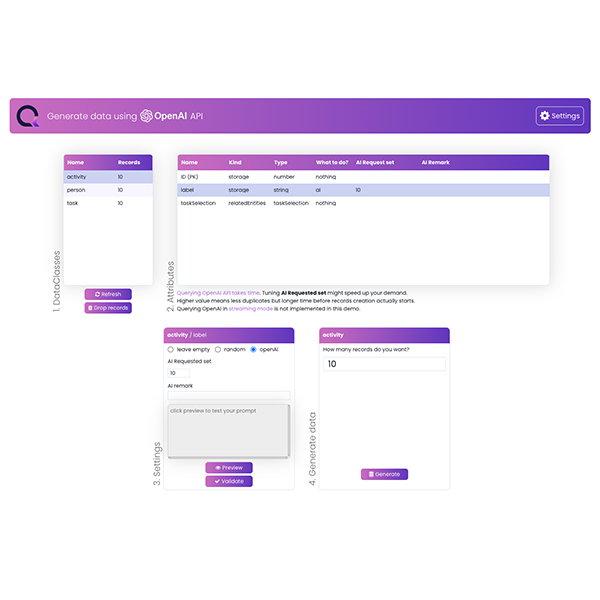 Generate data using OpenAI API
Settings
1. DataClasses
Name Records
activity 10
person 10
task 10
Refresh
Drop records
2. Attributes
Name Kind Type What to do? AI Request set AI Remark
ID (PK) storage number nothing
label storage string ai 10
taskSelection relatedEntities taskSelection nothing
Querying OpenAI API takes time. Tuning AI Requested set might speed up your demand.
Higher value means less duplicates but longer time before records creation actually starts.
Querying OpenAI in streaming mode is not implemented in this demo.
3. Settings
activity / label
leave empty random openAI
AI Requested set
10
AI remark
click preview to test your prompt
Preview
Validate
4. Generate data
activity
How many records do you want?
10
Generate